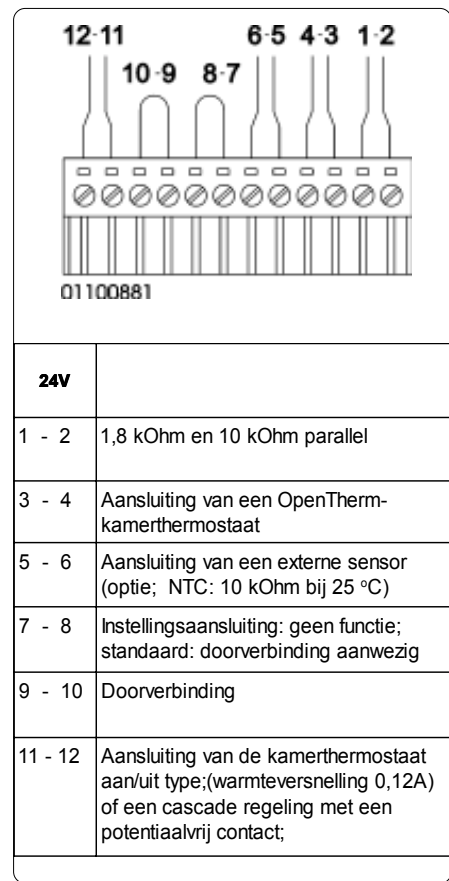 12-11 6-5 4-3 1-2
10-9 8-7
01100881
24V
1 - 2 1,8 kOhm en 10 kOhm parallel
3 - 4 Aansluiting van een OpenTherm-
kamerthermostaat
5 - 6 Aansluiting van een externe sensor
(optie; NTC: 10 kOhm bij 25 °C)
7 - 8 Instellingsaansluiting: geen functie;
standaard: doorverbinding aanwezig
9 - 10 Doorverbinding
11 - 12 Aansluiting van de kamerthermostaat
aan/uit type;(warmteversnelling 0,12A)
of een cascade regeling met een
potentiaalvrij contact;